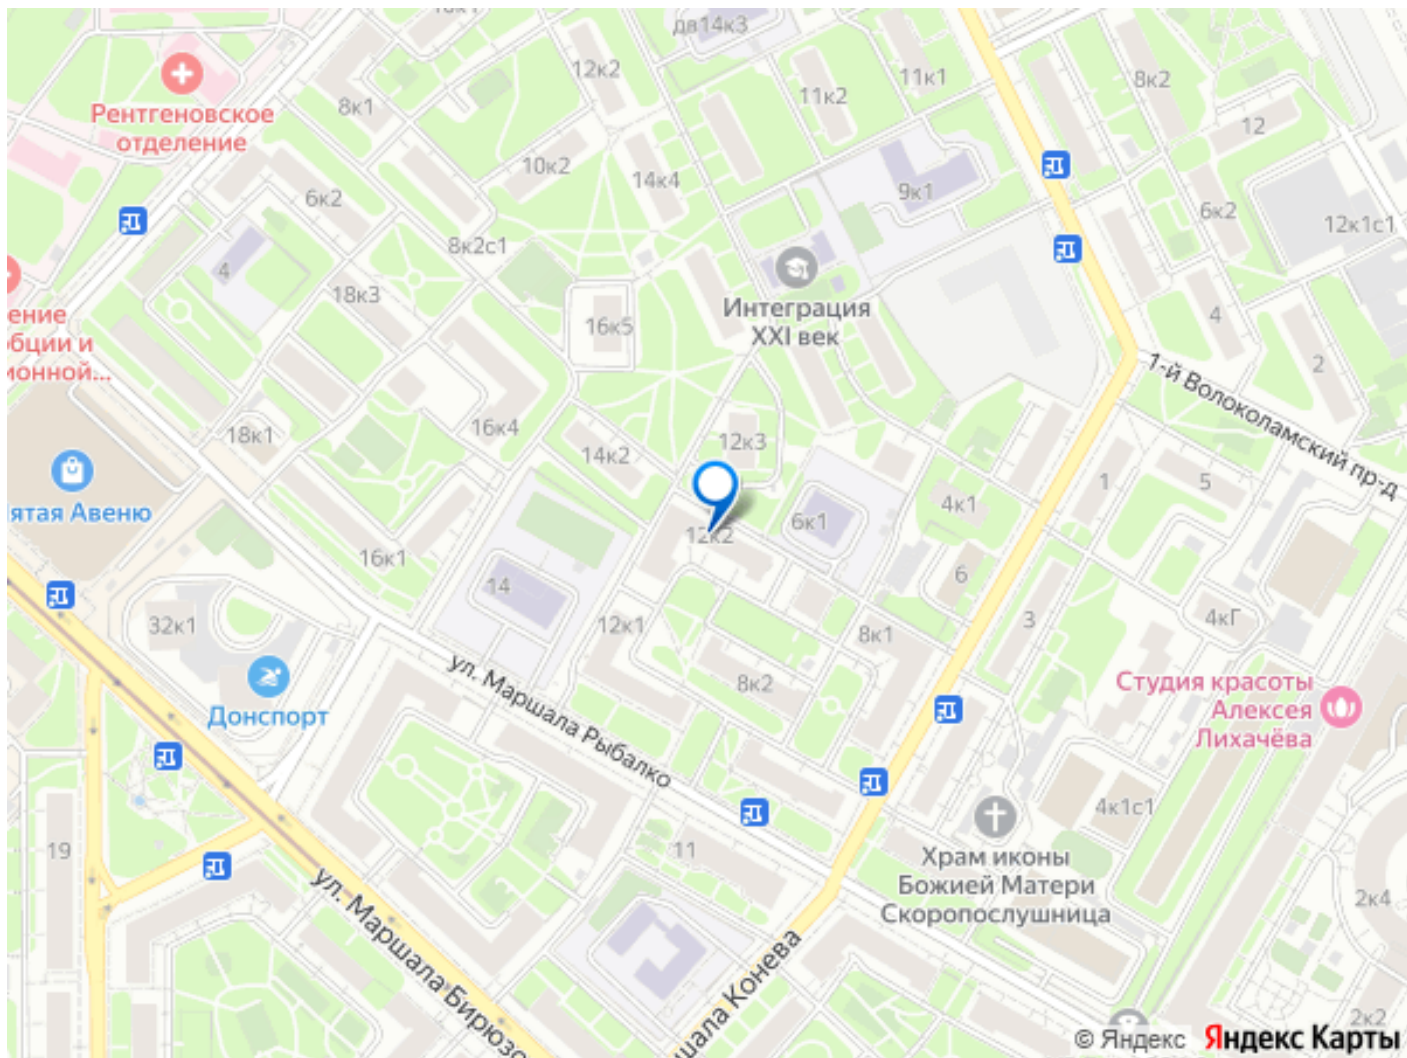 дв14к3
12к2
11к1
8к2
11к2
Рентгеновское
отделение
8к1
12
10к2
14к4
9к1
6к2
6к2
12к1с1
8к2с1
4
18к3
Интеграция
XXI век
16к5
4
ение
бции и
ионной...
2
1-й Волоколамский пр-д
18к1
16к4
14к2
12к3
1
5
ятая Авеню
4к1
6к1
12к2
16к1
14
6
32к1
12к1
3
4кГ
8к1
ул. Маршала Рыбалко
8к2
Студия красоты
Алексея
Лихачёва
Донспорт
4к1с1
19
11
Храм иконы
Божией Матери
Скоропослушница
2к4
ул. Маршала Бирюзо
шала Конева
2к2
© Яндекс Яндекс Карты